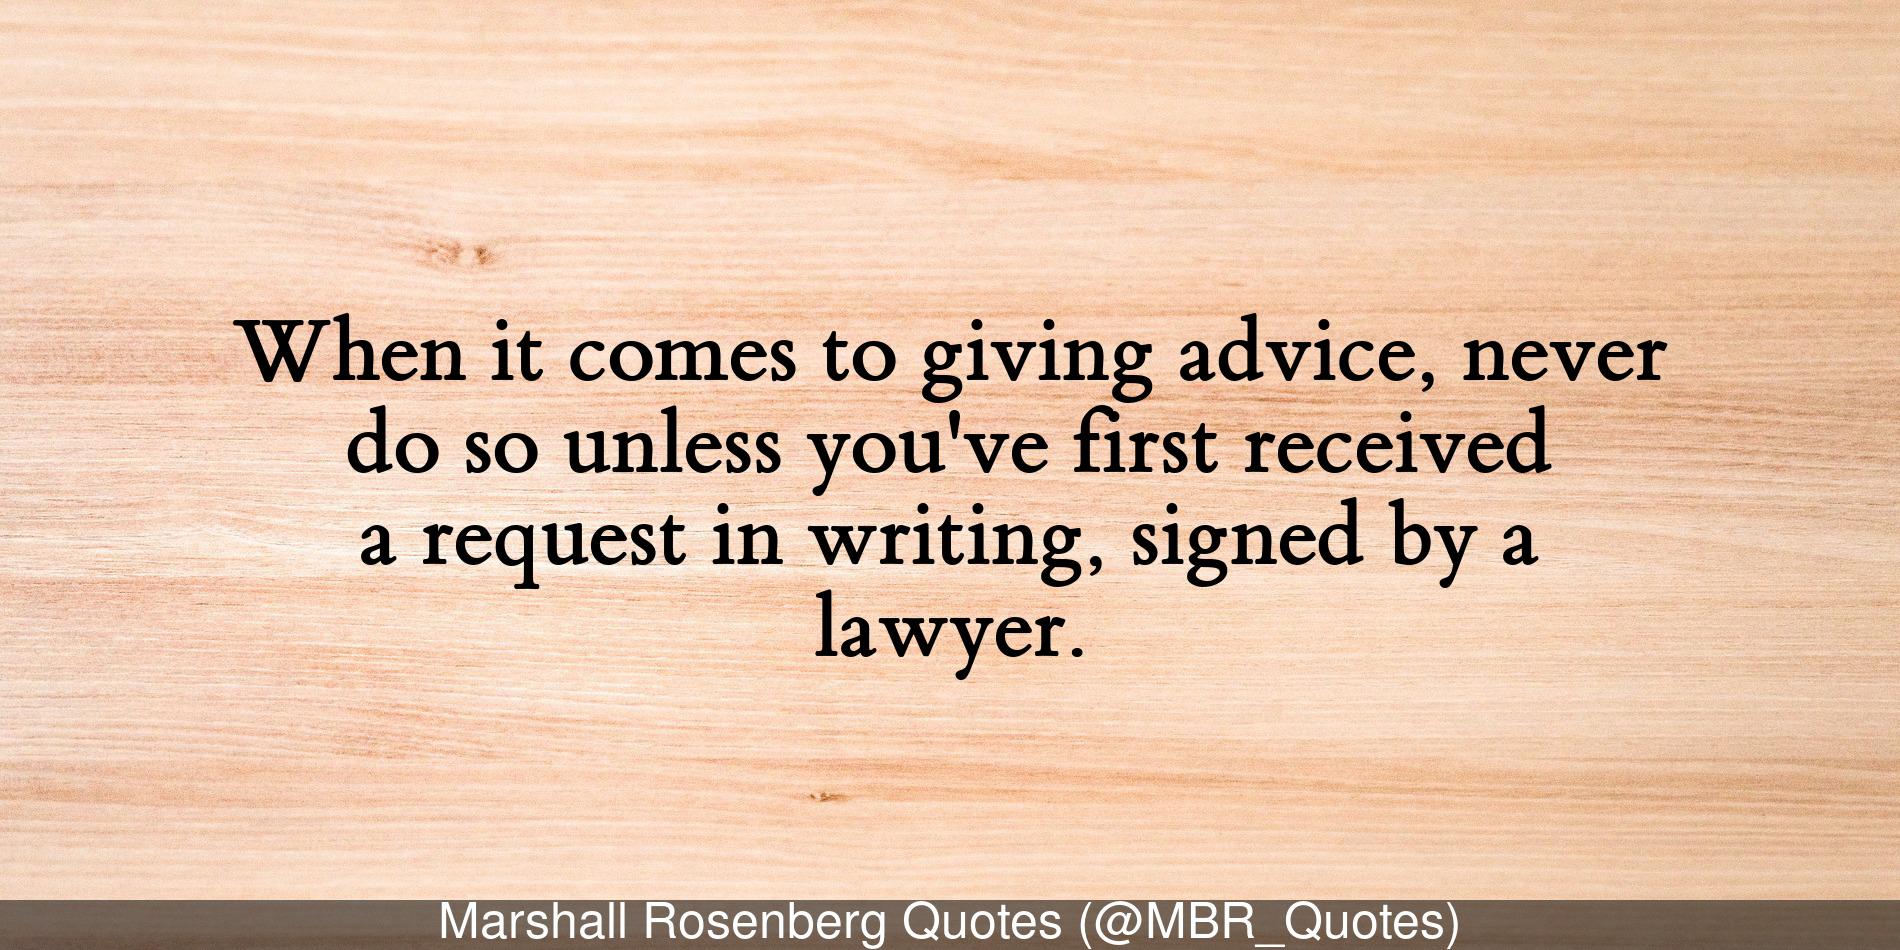 When it comes to giving advice, never
do so unless you've first received
a request in writing, signed by a
lawyer.
Marshall Rosenberg Quotes (@MBR_Quotes)